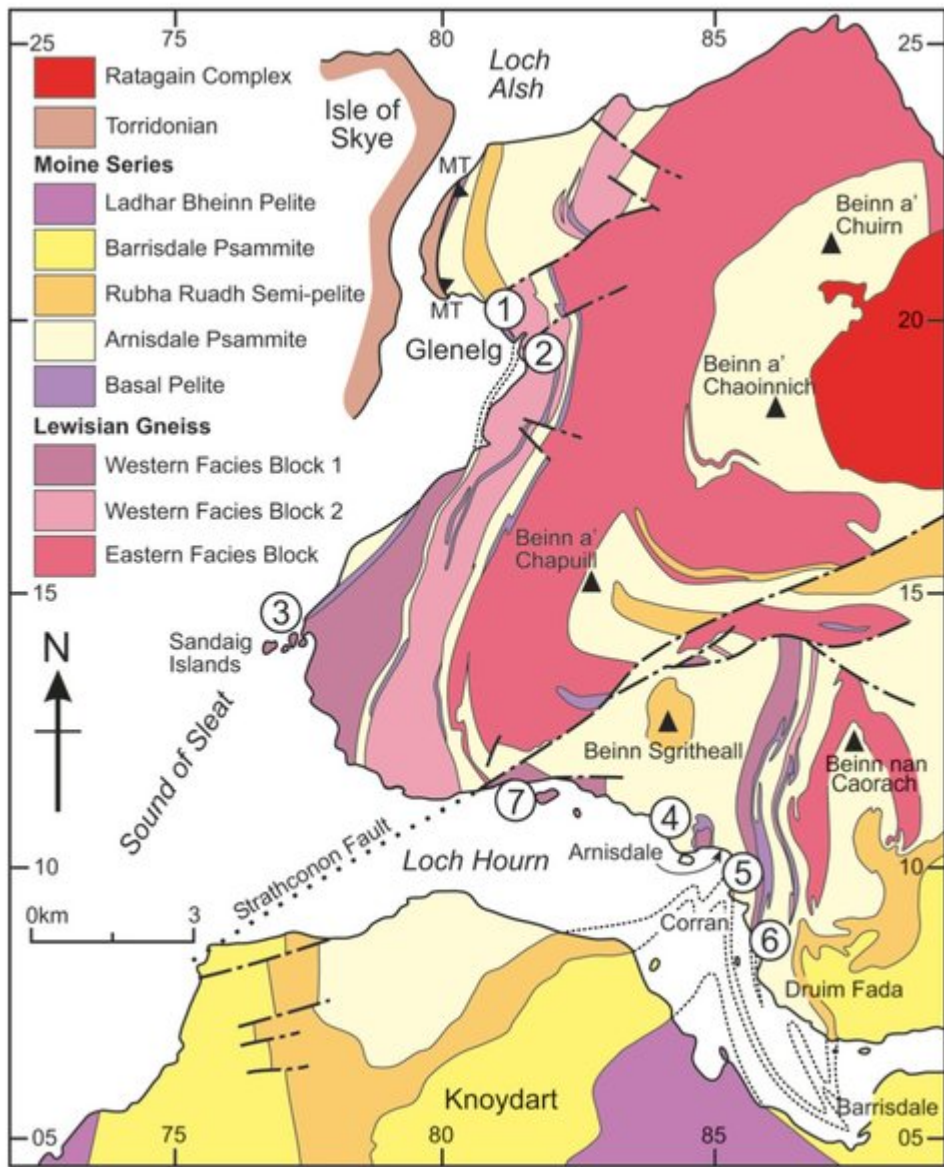 25
75
80
85
25
Ratagain Complex
Torridonian
Moine Series
Ladhar Bheinn Pelite
Barrisdale Psammite
Rubha Ruadh Semi-pelite
Arnisdale Psammite
Basal Pelite
Lewisian Gneiss
Western Facies Block 1
Western Facies Block 2
Eastern Facies Block
Isle of
Skye
Loch
Alsh
MT
MT
Beinn a'
Chuirn
20
1
Glenelg
2
Beinn a'
Chaoinnich
Beinn a'
Chapuill
15
15
3
Sandaig
Islands
N
Sound of Sleat
Beinn Sgritheall
Beinn nan
Caorach
7
4
Arnisdale
Strathconon Fault
Loch Hourn
10
10
5
0km
3
Corran
6
Druim Fada
Knoydart
Barrisdale
05
75
80
85
05